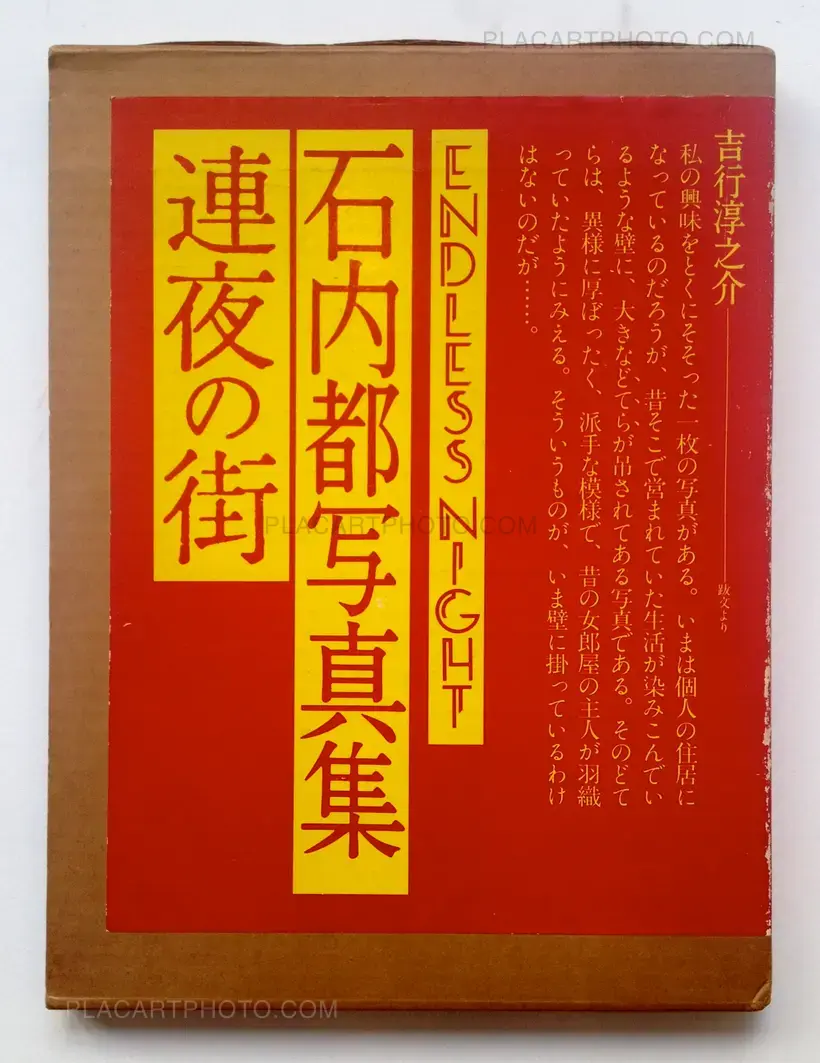 PLACARTPHOTO.COM
吉行淳之介――跋文より
私の興味をとくにそそった一枚の写真がある。いまは個人の住居に
なっているのだろうが、昔そこで営まれていた生活が染みこんでい
るような壁に、大きなどてらが吊されてある写真である。そのどて
らは、異様に厚ぼったく、派手な模様で、昔の女郎屋の主人が羽織
っていたようにみえる。そういうものが、いま壁に掛っているわけ
はないのだが……。
ENDLESS NIGHT
石内都写真集
連夜の街
PLACARTPHOTO.COM
PLACARTPHOTO.COM